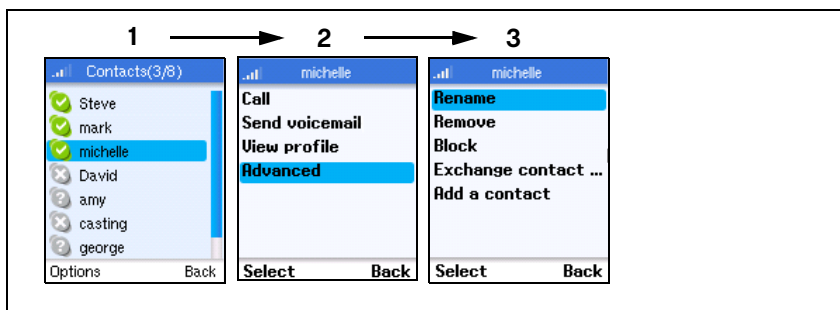 1 2 3
Contacts(3/8)
Steve
mark
michelle
David
amy
casting
george
Options Back
michelle
Call
Send voicemail
View profile
Advanced
Select Back
michelle
Rename
Remove
Block
Exchange contact ...
Add a contact
Select Back